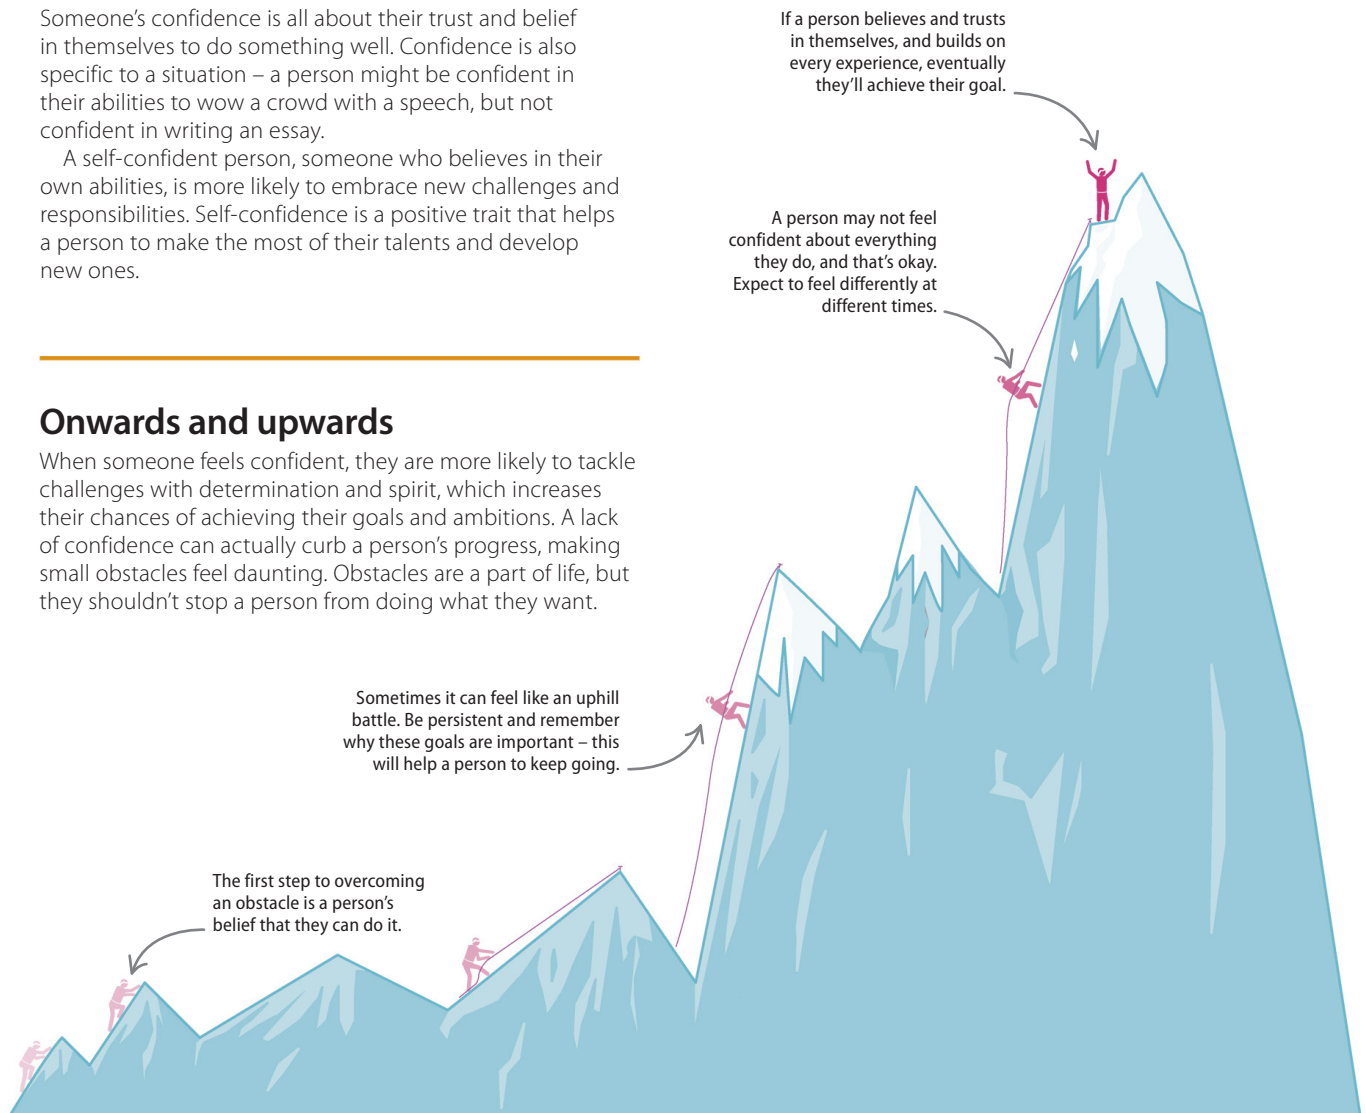 Someone’s confidence is all about their trust and belief
in themselves to do something well. Confidence is also
specific to a situation – a person might be confident in
their abilities to wow a crowd with a speech, but not
confident in writing an essay.
A self-confident person, someone who believes in their
own abilities, is more likely to embrace new challenges and
responsibilities. Self-confidence is a positive trait that helps
a person to make the most of their talents and develop
new ones.
Onwards and upwards
When someone feels confident, they are more likely to tackle
challenges with determination and spirit, which increases
their chances of achieving their goals and ambitions. A lack
of confidence can actually curb a person’s progress, making
small obstacles feel daunting. Obstacles are a part of life, but
they shouldn’t stop a person from doing what they want.
If a person believes and trusts
in themselves, and builds on
every experience, eventually
they’ll achieve their goal.
A person may not feel
confident about everything
they do, and that’s okay.
Expect to feel differently at
different times.
Sometimes it can feel like an uphill
battle. Be persistent and remember
why these goals are important – this
will help a person to keep going.
The first step to overcoming
an obstacle is a person’s
belief that they can do it.